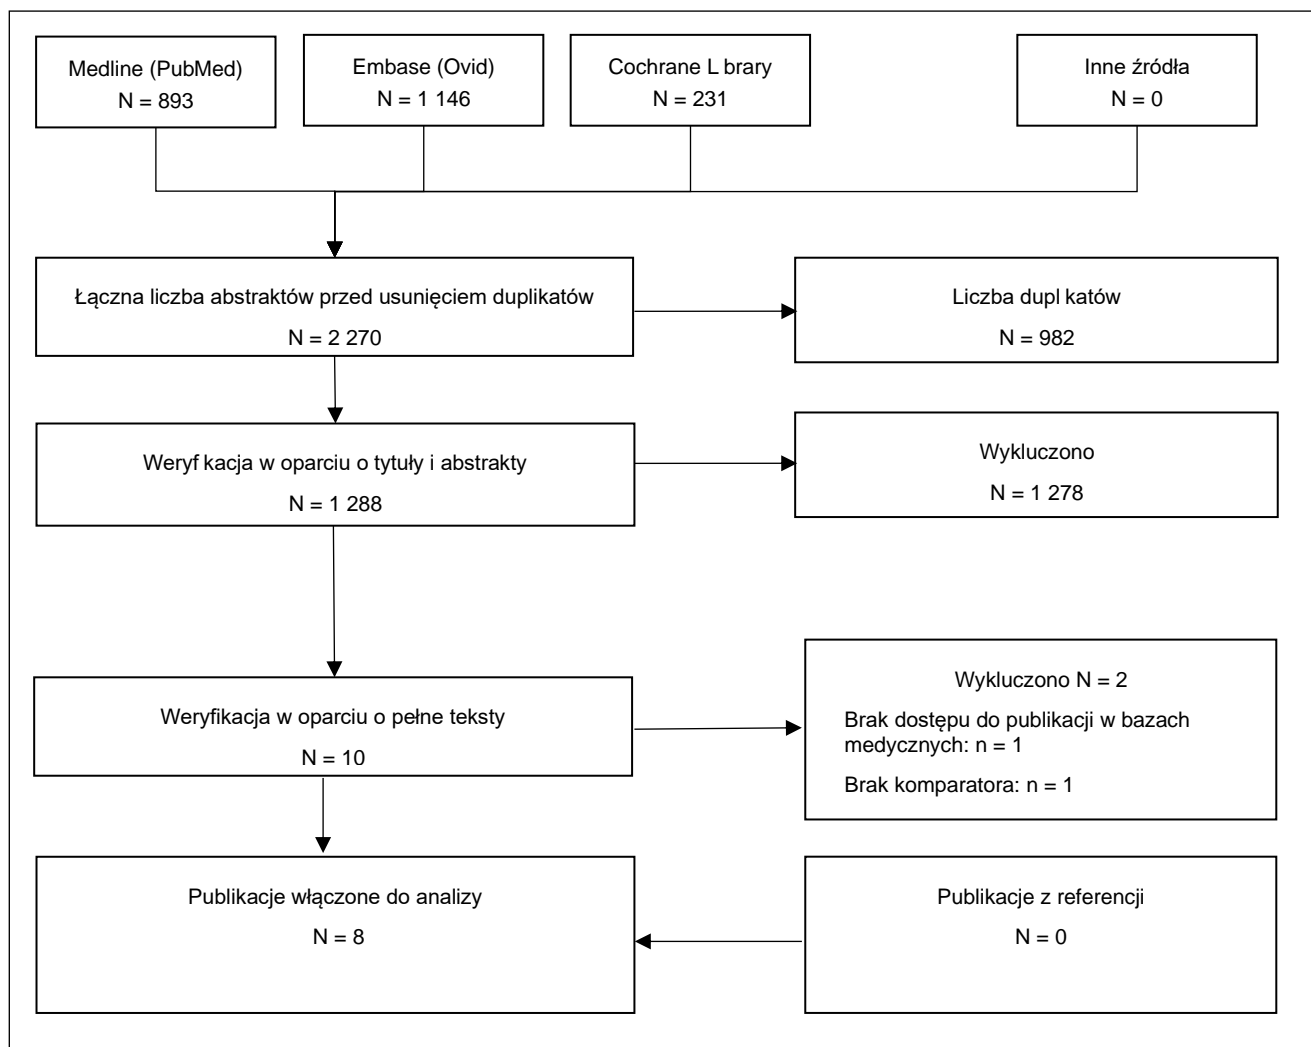 Medline (PubMed)
N = 893
Embase (Ovid)
N = 1 146
Cochrane L brary
N = 231
Inne źródła
N = 0
Łączna liczba abstraktów przed usunięciem duplikatów
N = 2 270
Liczba dupl katów
N = 982
Weryf kacja w oparciu o tytuły i abstrakty
N = 1 288
Wykluczono
N = 1 278
Weryfikacja w oparciu o pełne teksty
N = 10
Wykluczono N = 2
Brak dostępu do publikacji w bazach
medycznych: n = 1
Brak komparatora: n = 1
Publikacje włączone do analizy
N = 8
Publikacje z referencji
N = 0